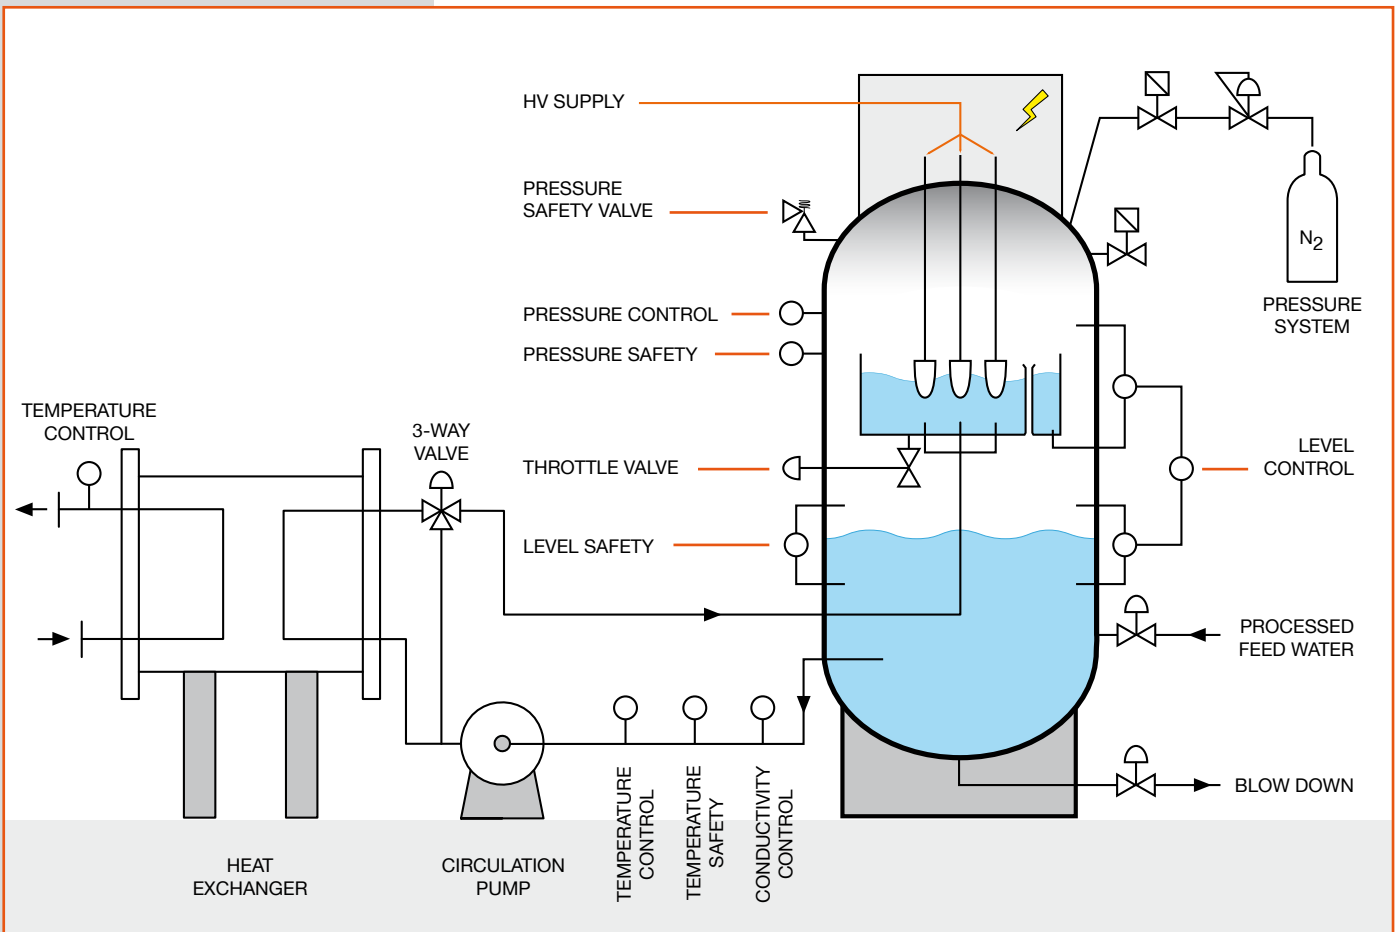 HV SUPPLY
PRESSURE
SAFETY VALVE
N2
PRESSURE
SYSTEM
PRESSURE CONTROL
PRESSURE SAFETY
TEMPERATURE
CONTROL
3-WAY
VALVE
THROTTLE VALVE
LEVEL
CONTROL
LEVEL SAFETY
PROCESSED
FEED WATER
BLOW DOWN
HEAT
EXCHANGER
CIRCULATION
PUMP
TEMPERATURE
CONTROL
TEMPERATURE
SAFETY
CONDUCTIVITY
CONTROL